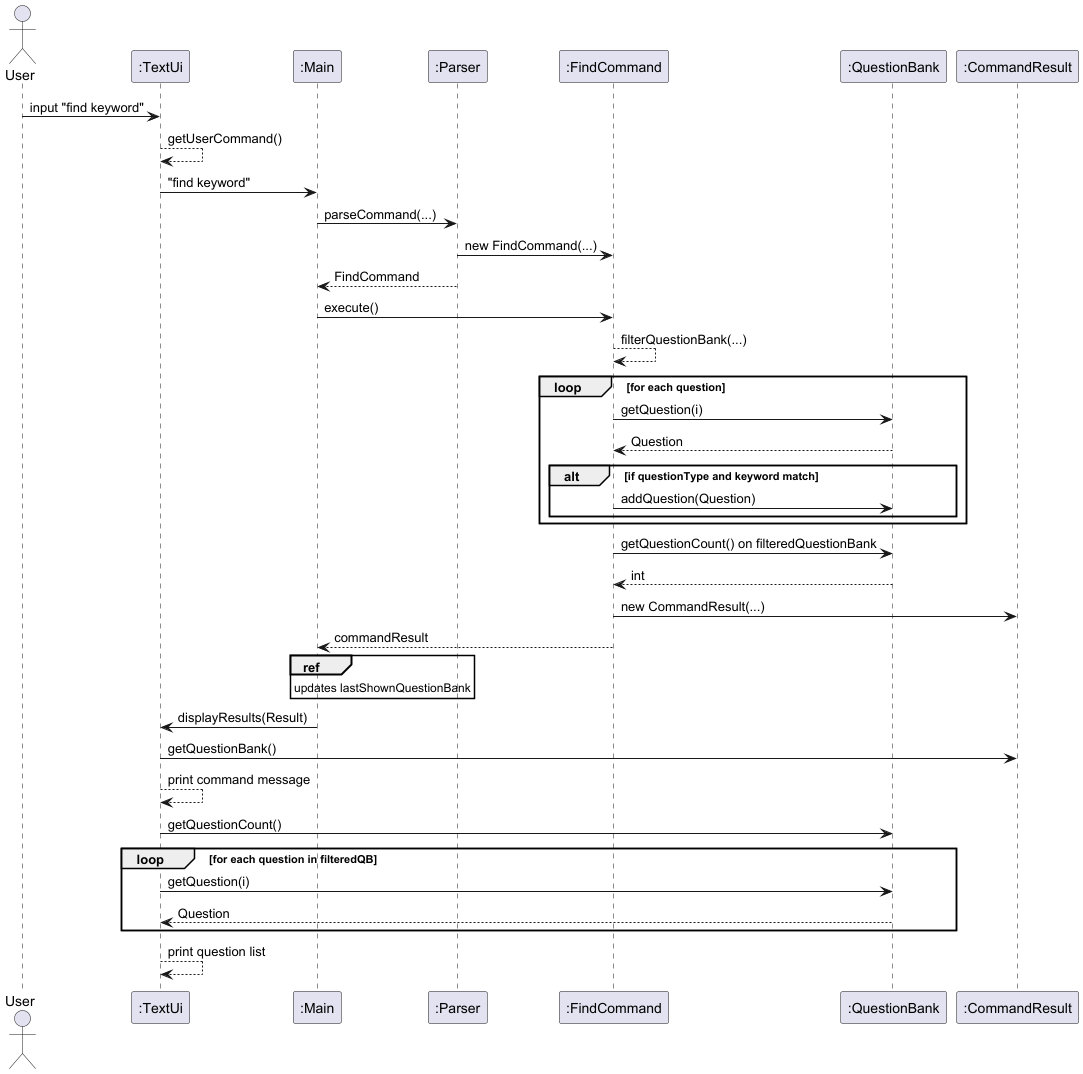 User
:TextUi
:Main
:Parser
:FindCommand
:QuestionBank
:CommandResult
input "find keyword"
getUserCommand()
"find keyword"
parseCommand(...)
new FindCommand(...)
FindCommand
execute()
filterQuestionBank(...)
loop [for each question]
getQuestion(i)
Question
alt [if questionType and keyword match]
addQuestion(Question)
getQuestionCount() on filteredQuestionBank
int
new CommandResult(...)
commandResult
ref
updates lastShownQuestionBank
displayResults(Result)
getQuestionBank()
print command message
getQuestionCount()
loop [for each question in filteredQB]
getQuestion(i)
Question
print question list
User
:TextUi
:Main
:Parser
:FindCommand
:QuestionBank
:CommandResult